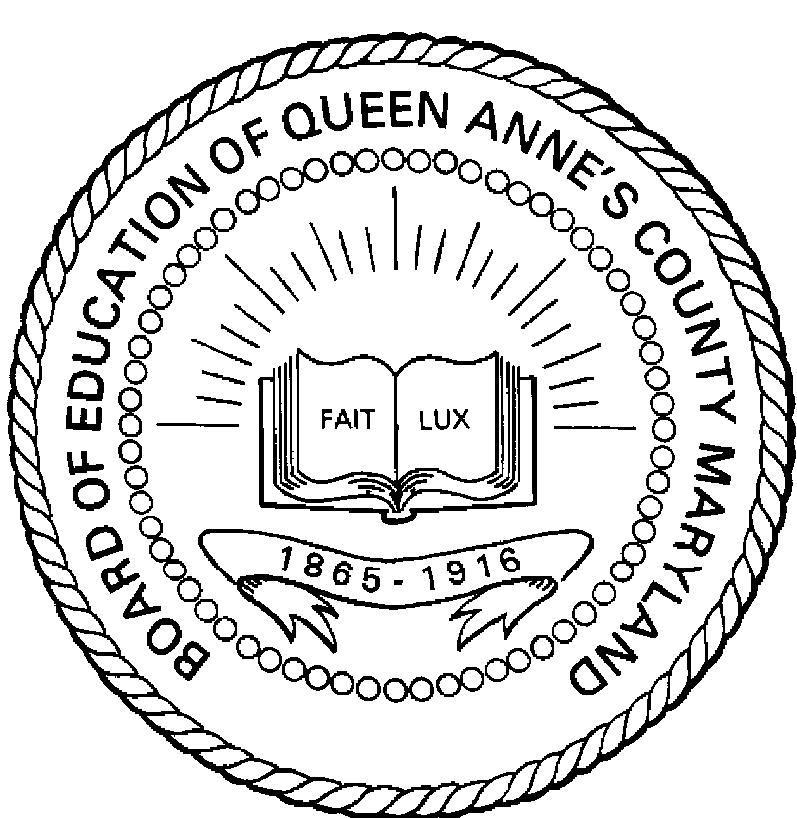 BOARD OF EDUCATION OF QUEEN ANNE'S COUNTY MARYLAND
FAIT LUX
1865-1916